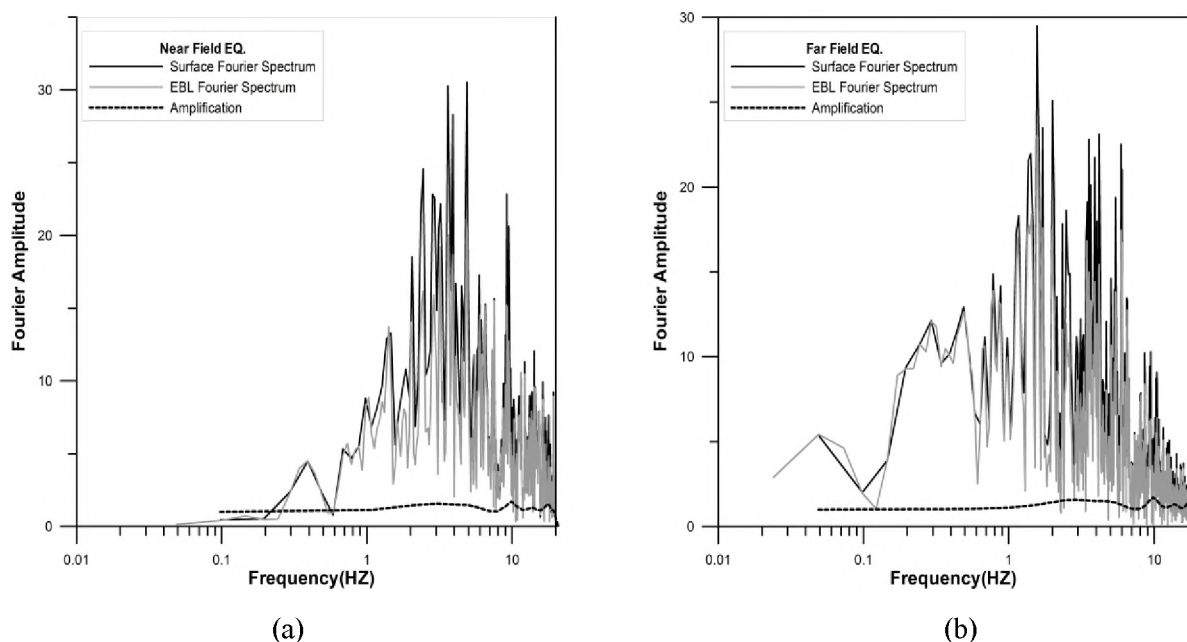 Near Field EQ.
Surface Fourier Spectrum
EBL Fourier Spectrum
Amplification
Fourier Amplitude
30
20
10
0
0.01
0.1
1
10
Frequency(HZ)
(a)
Far Field EQ.
Surface Fourier Spectrum
EBL Fourier Spectrum
Amplification
Fourier Amplitude
30
20
10
0
0.01
0.1
1
10
Frequency(HZ)
(b)